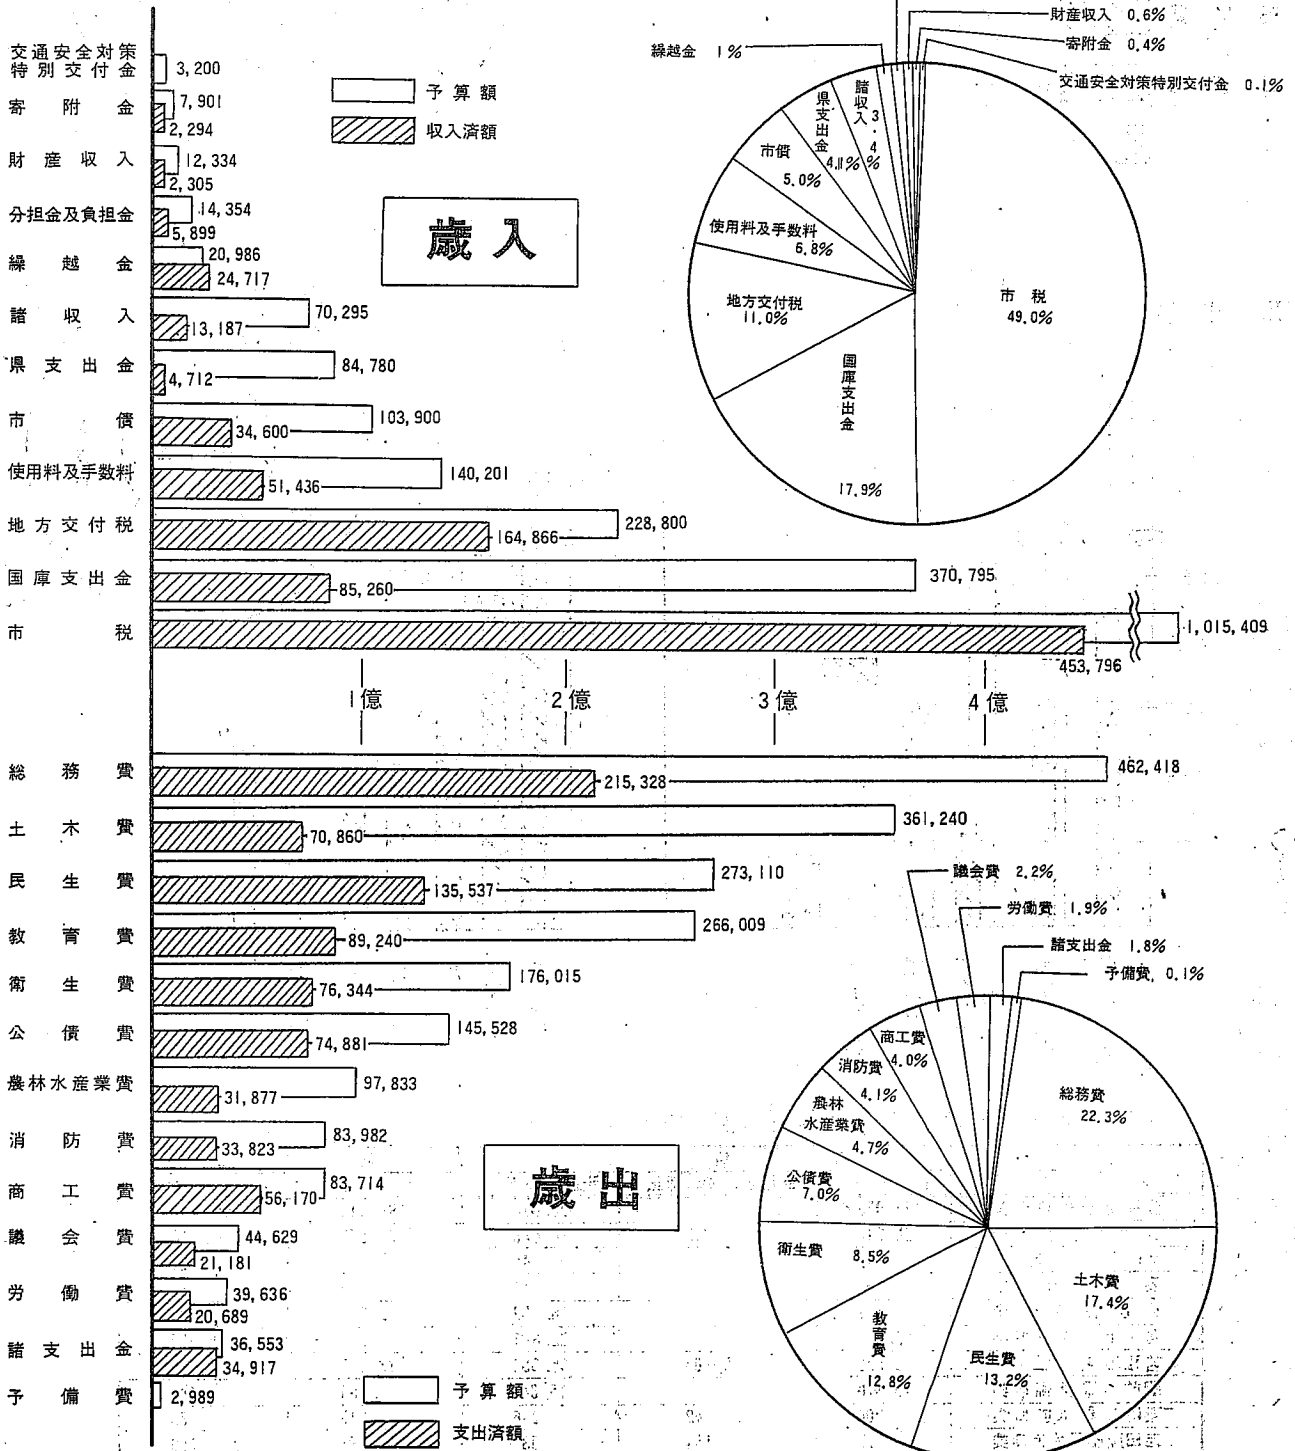 交通安全対策
特別交付金 3,200
寄附金 7,901
2,294
財産収入 12,334
2,305
分担金及負担金 14,354
5,899
繰越金 20,986
24,717
諸収入 70,295
13,187
県支出金 84,780
4,712
市債 103,900
34,600
使用料及手数料 140,201
51,436
地方交付税 228,800
164,866
国庫支出金 370,795
85,260
市税 1,015,409
453,796
予算額
収入済額
歳入
財産収入 0.6%
寄附金 0.4%
交通安全対策特別交付金 0.1%
繰越金 1%
諸収入 3.4%
県支出金
4.1%
市債
5.0%
使用料及手数料
6.8%
地方交付税
11.0%
国庫支出金
17.9%
市税
49.0%
1億 2億 3億 4億
総務費 462,418
215,328
土木費 361,240
70,860
民生費 273,110
135,537
教育費 266,009
89,240
衛生費 176,015
76,344
公債費 145,528
74,881
農林水産業費 97,833
31,877
消防費 83,982
33,823
商工費 83,714
56,170
議会費 44,629
21,181
労働費 39,636
20,689
諸支出金 36,553
34,917
予備費 2,989
予算額
支出済額
歳出
議会費 2.2%
労働費 1.9%
諸支出金 1.8%
予備費 0.1%
商工費
4.0%
消防費
4.1%
農林
水産業費
4.7%
公債費
7.0%
衛生費 8.5%
教育費
12.8%
民生費
13.2%
土木費
17.4%
総務費
22.3%